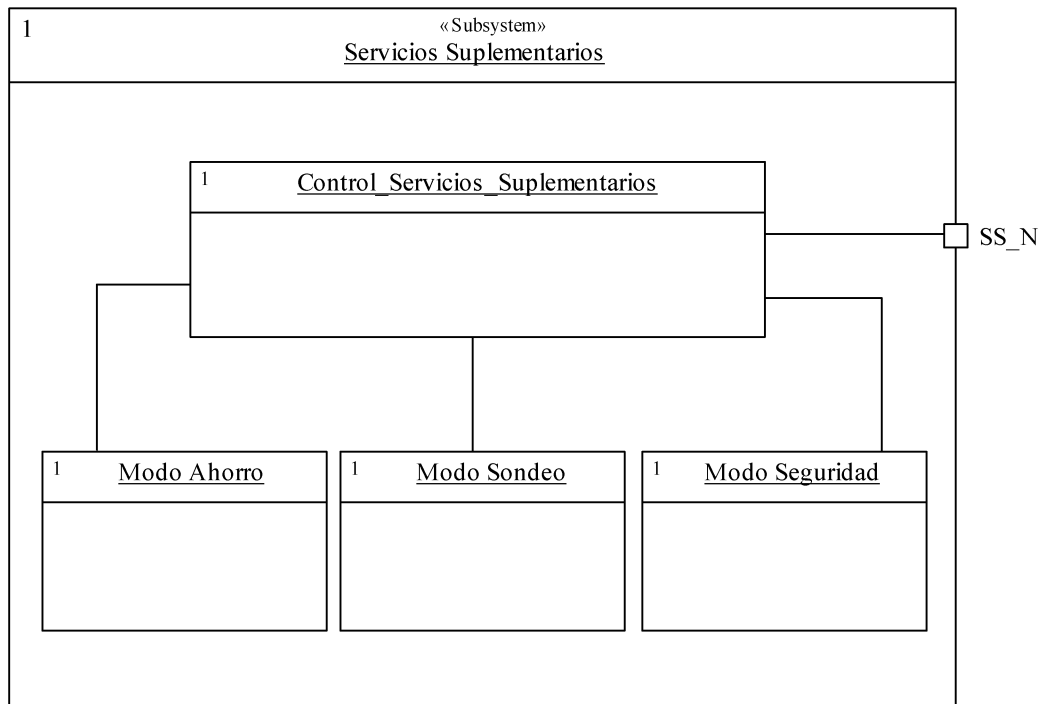 1
«Subsystem»
Servicios Suplementarios
1
Control_Servicios_Suplementarios
SS_N
1
Modo Ahorro
1
Modo Sondeo
1
Modo Seguridad